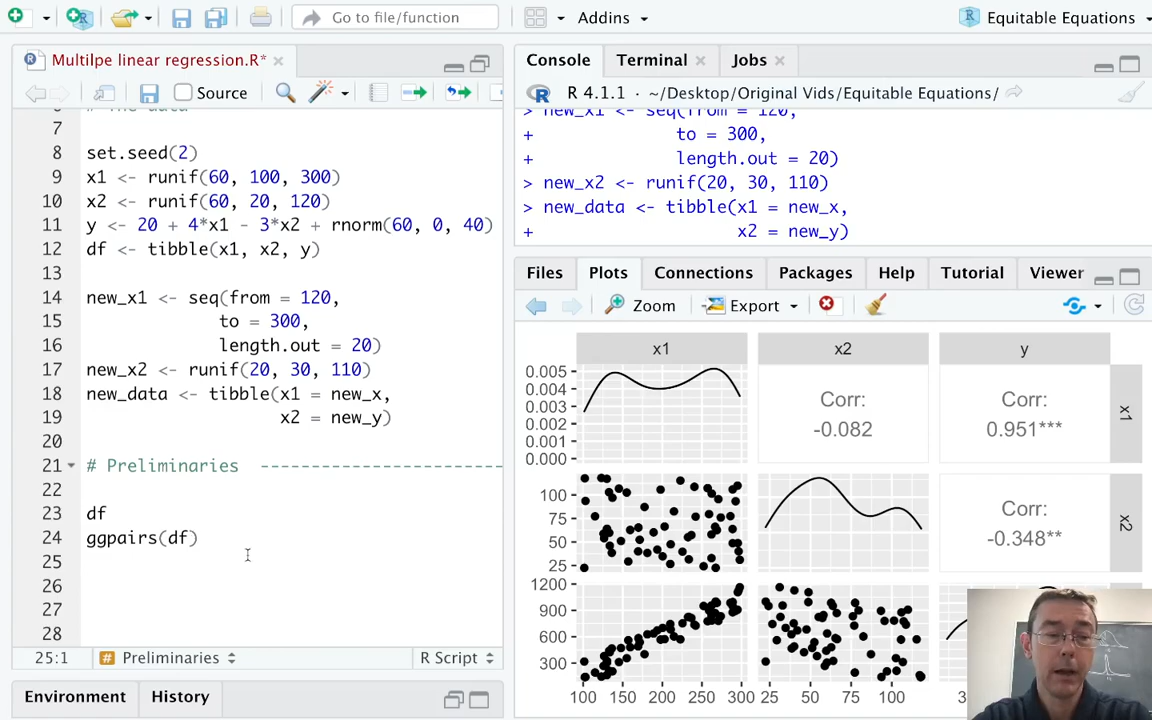 Go to file/function
Addins
Equitable Equations
Multilpe linear regression.R*
Source
7
8 set.seed(2)
9 x1 <- runif(60, 100, 300)
10 x2 <- runif(60, 20, 120)
11 y <- 20 + 4*x1 - 3*x2 + rnorm(60, 0, 40)
12 df <- tibble(x1, x2, y)
13
14 new_x1 <- seq(from = 120,
15 to = 300,
16 length.out = 20)
17 new_x2 <- runif(20, 30, 110)
18 new_data <- tibble(x1 = new_x,
19 x2 = new_y)
20
21 # Preliminaries -----------------------
22
23 df
24 ggpairs(df)
25
26
27
28
25:1 # Preliminaries R Script
Environment History
Console Terminal Jobs
R 4.1.1 · ~/Desktop/Original Vids/Equitable Equations/
> new_x1 <- seq(from = 120,
+ to = 300,
+ length.out = 20)
> new_x2 <- runif(20, 30, 110)
> new_data <- tibble(x1 = new_x,
+ x2 = new_y)
Files Plots Connections Packages Help Tutorial Viewer
Zoom Export
x1 x2 y
0.005
0.004
0.003
0.002
0.001
0.000
Corr:
-0.082
Corr:
0.951***
x1
100
75
50
25
Corr:
-0.348**
x2
1200
900
600
300
100 150 200 250 300 25 50 75 100 3